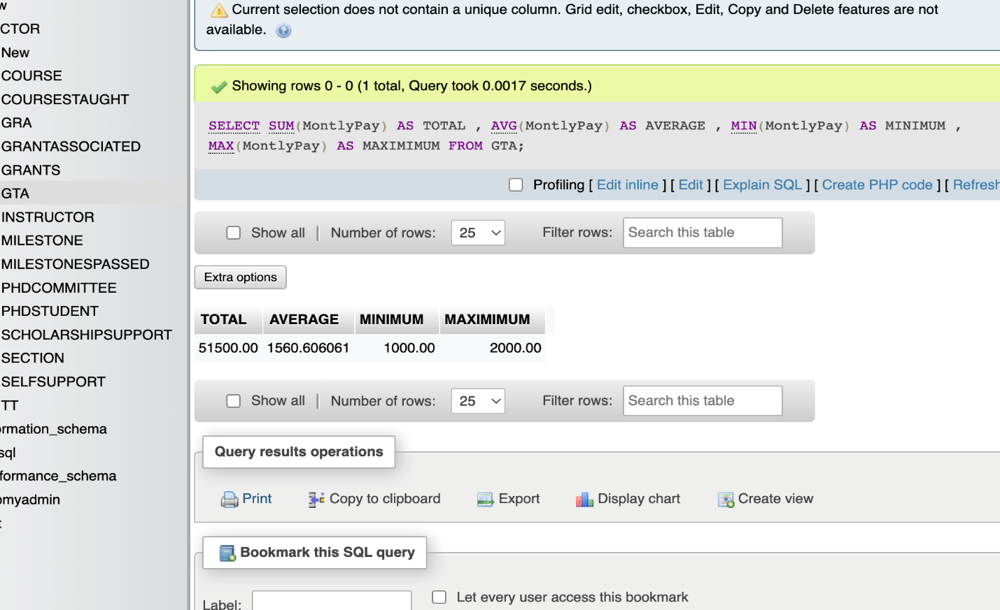 w
CTOR
New
COURSE
COURSESTAUGHT
GRA
GRANTASSOCIATED
GRANTS
GTA
INSTRUCTOR
MILESTONE
MILESTONESPASSED
PHDCOMMITTEE
PHDSTUDENT
SCHOLARSHIPSUPPORT
SECTION
SELFSUPPORT
TT
ormation_schema
sql
formance_schema
omyadmin
t
Current selection does not contain a unique column. Grid edit, checkbox, Edit, Copy and Delete features are not
available.
Showing rows 0 - 0 (1 total, Query took 0.0017 seconds.)
SELECT SUM(MontlyPay) AS TOTAL , AVG(MontlyPay) AS AVERAGE , MIN(MontlyPay) AS MINIMUM ,
MAX(MontlyPay) AS MAXIMIMUM FROM GTA;
Profiling [ Edit inline ] [ Edit ] [ Explain SQL ] [ Create PHP code ] [ Refresh
Show all | Number of rows: 25 Filter rows: Search this table
Extra options
TOTAL AVERAGE MINIMUM MAXIMIMUM
51500.00 1560.606061 1000.00 2000.00
Show all | Number of rows: 25 Filter rows: Search this table
Query results operations
Print Copy to clipboard Export Display chart Create view
Bookmark this SQL query
Label: Let every user access this bookmark